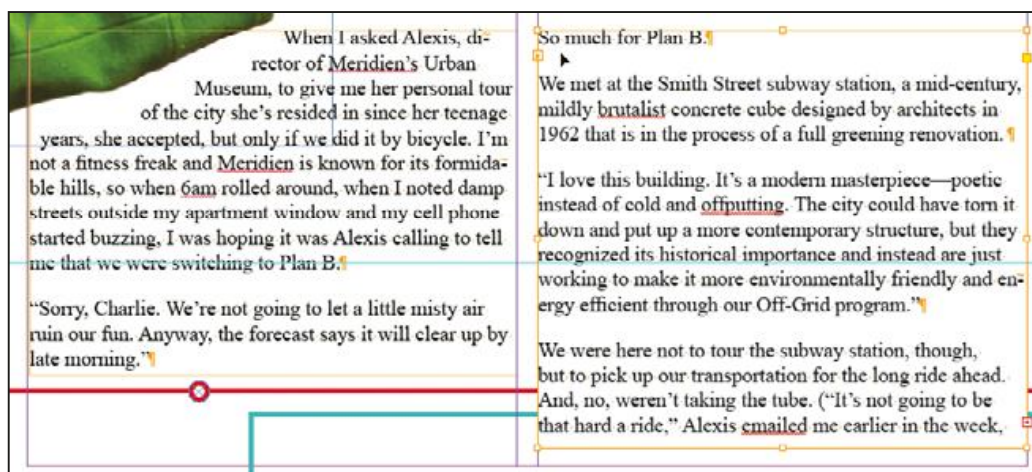 When I asked Alexis, di-
rector of Meridien’s Urban
Museum, to give me her personal tour
of the city she’s resided in since her teenage
years, she accepted, but only if we did it by bicycle. I’m
not a fitness freak and Meridien is known for its formida-
ble hills, so when 6am rolled around, when I noted damp
streets outside my apartment window and my cell phone
started buzzing, I was hoping it was Alexis calling to tell
me that we were switching to Plan B.¶
“Sorry, Charlie. We’re not going to let a little misty air
ruin our fun. Anyway, the forecast says it will clear up by
late morning.”¶
So much for Plan B.¶
We met at the Smith Street subway station, a mid-century,
mildly brutalist concrete cube designed by architects in
1962 that is in the process of a full greening renovation. ¶
“I love this building. It’s a modern masterpiece—poetic
instead of cold and offputting. The city could have torn it
down and put up a more contemporary structure, but they
recognized its historical importance and instead are just
working to make it more environmentally friendly and en-
ergy efficient through our Off-Grid program.”¶
We were here not to tour the subway station, though,
but to pick up our transportation for the long ride ahead.
And, no, weren’t taking the tube. (“It’s not going to be
that hard a ride,” Alexis emailed me earlier in the week,